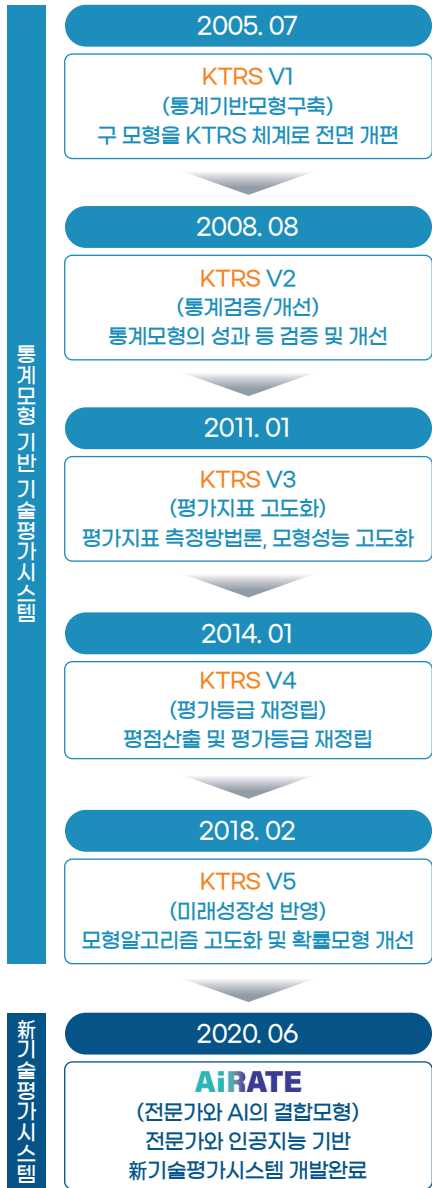 통계모형 기반 기술평가시스템
2005. 07
KTRS V1
(통계기반모형구축)
구 모형을 KTRS 체계로 전면 개편
2008. 08
KTRS V2
(통계검증/개선)
통계모형의 성과 등 검증 및 개선
2011. 01
KTRS V3
(평가지표 고도화)
평가지표 측정방법론, 모형성능 고도화
2014. 01
KTRS V4
(평가등급 재정립)
평점산출 및 평가등급 재정립
2018. 02
KTRS V5
(미래성장성 반영)
모형알고리즘 고도화 및 확률모형 개선
新기술평가시스템
2020. 06
AiRATE
(전문가와 AI의 결합모형)
전문가와 인공지능 기반
新기술평가시스템 개발완료